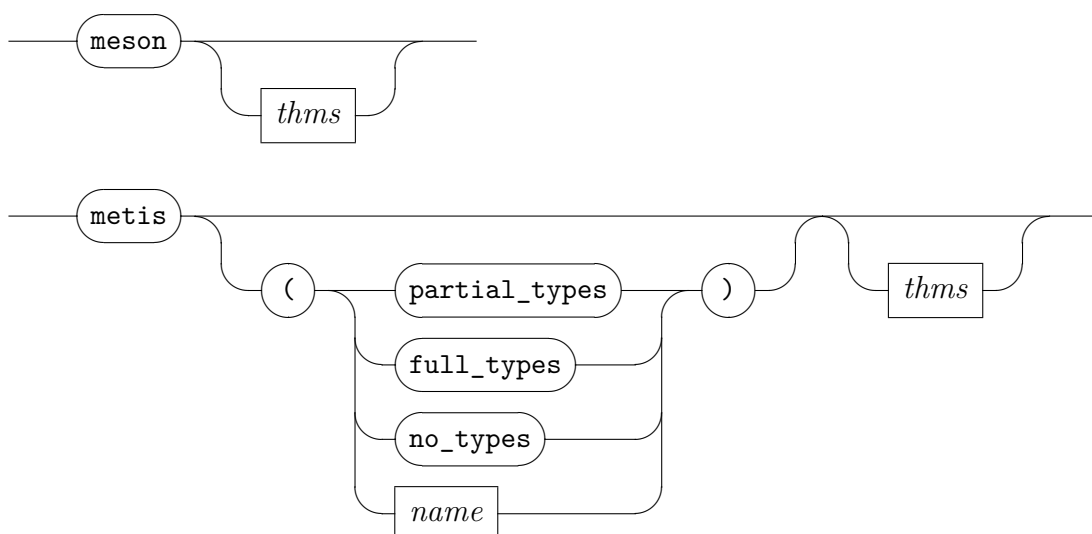 meson
thms
metis
( partial_types ) thms
full_types
no_types
name